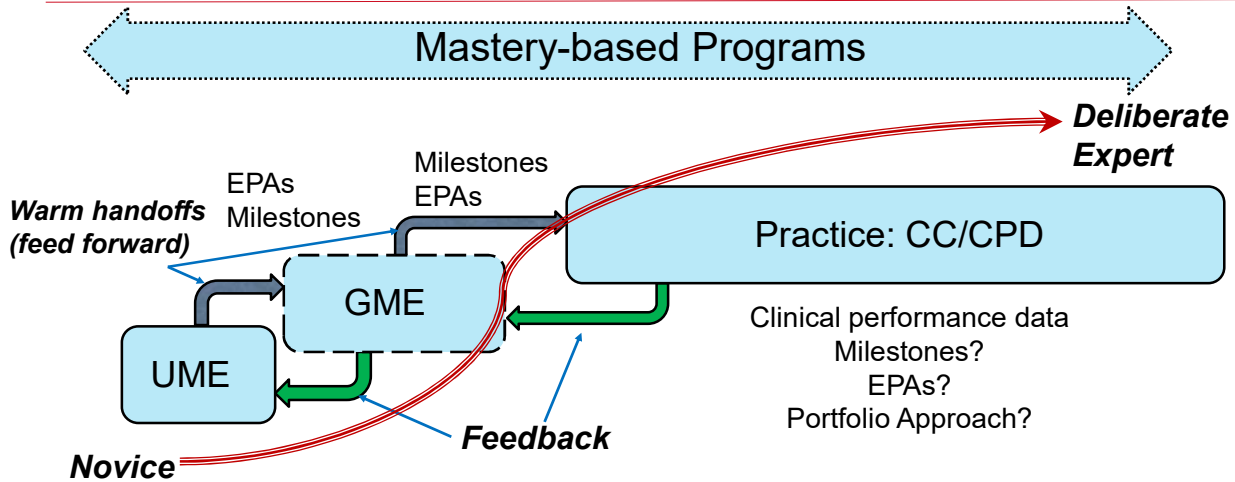 Mastery-based Programs
Deliberate
Expert
Milestones
EPAs
EPAs
Milestones
Warm handoffs
(feed forward)
Practice: CC/CPD
GME
UME
Clinical performance data
Milestones?
EPAs?
Portfolio Approach?
Feedback
Novice